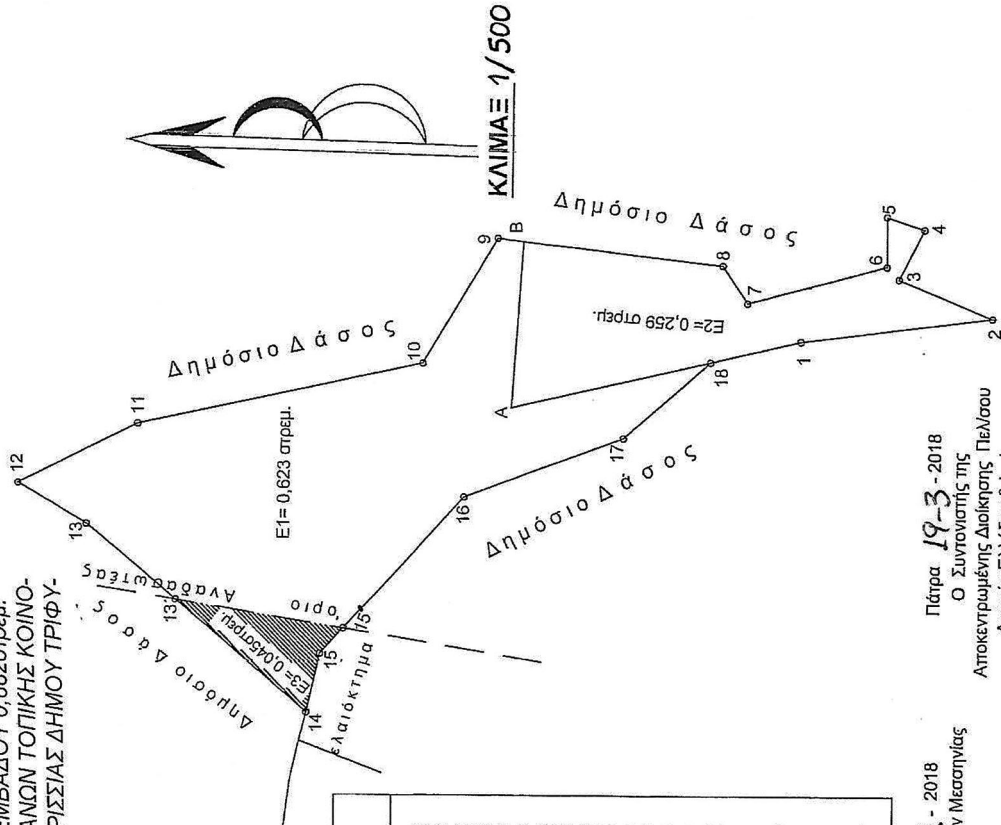 ΕΜΒΑΔΟΥ 0,882στρεμ.
ΑΝΩΝ ΤΟΠΙΚΗΣ ΚΟΙΝΟ-
ΡΙΣΣΙΑΣ ΔΗΜΟΥ ΤΡΙΦΥ-
ΚΛΙΜΑΞ 1/500
12
11
13
10
Δημόσιο Δάσος
Ε1= 0,623 στρεμ.
9
Β
Α
Δημόσιο Δάσος
8
7
Ε2= 0,259 στρεμ.
6
5
4
3
2
1
18
17
16
Δημόσιο Δάσος
13'
Αναδασωτέας
όριο
Δημόσιο Δάσος
Ε3= 0,045στρεμ.
15'
15
14
ελαιόκτημα
Πάτρα 19-3-2018
Ο Συντονιστής της
Αποκεντρωμένης Διοίκησης Πελ/σου
- 2018
ν Μεσσηνίας